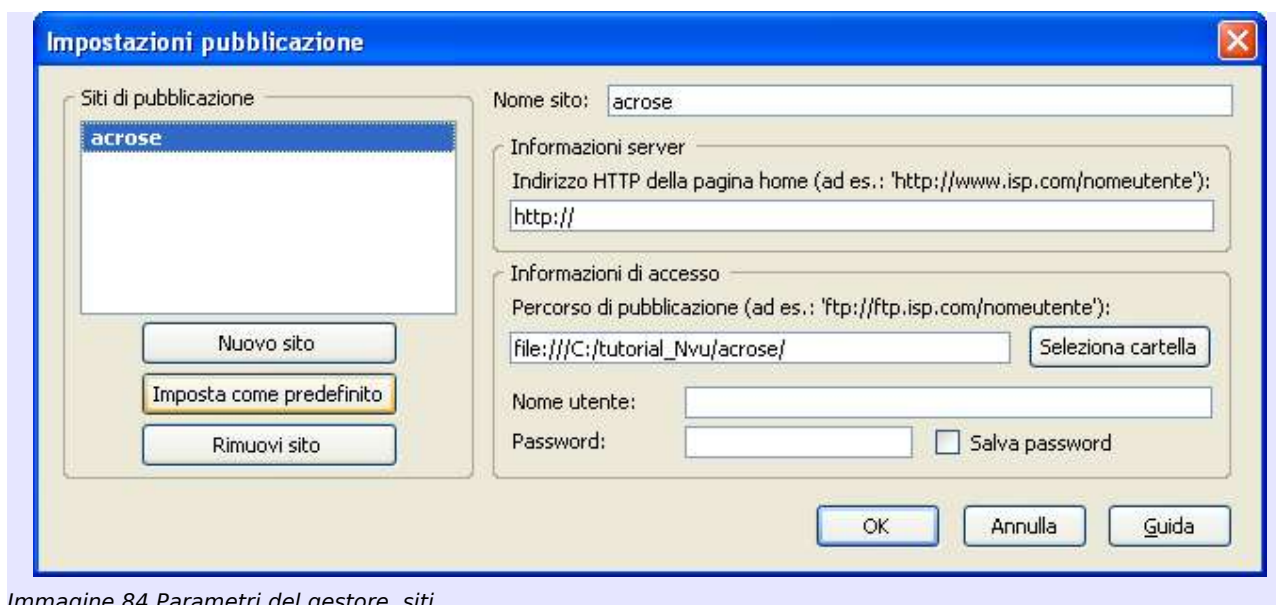 Impostazioni pubblicazione
Siti di pubblicazione
acrose
Nuovo sito
Imposta come predefinito
Rimuovi sito
Nome sito: acrose
Informazioni server
Indirizzo HTTP della pagina home (ad es.: 'http://www.isp.com/nomeutente'):
http://
Informazioni di accesso
Percorso di pubblicazione (ad es.: 'ftp://ftp.isp.com/nomeutente'):
file:///C:/tutorial_Nvu/acrose/ Seleziona cartella
Nome utente:
Password: Salva password
OK Annulla Guida
Immagine 84 Parametri del gestore siti